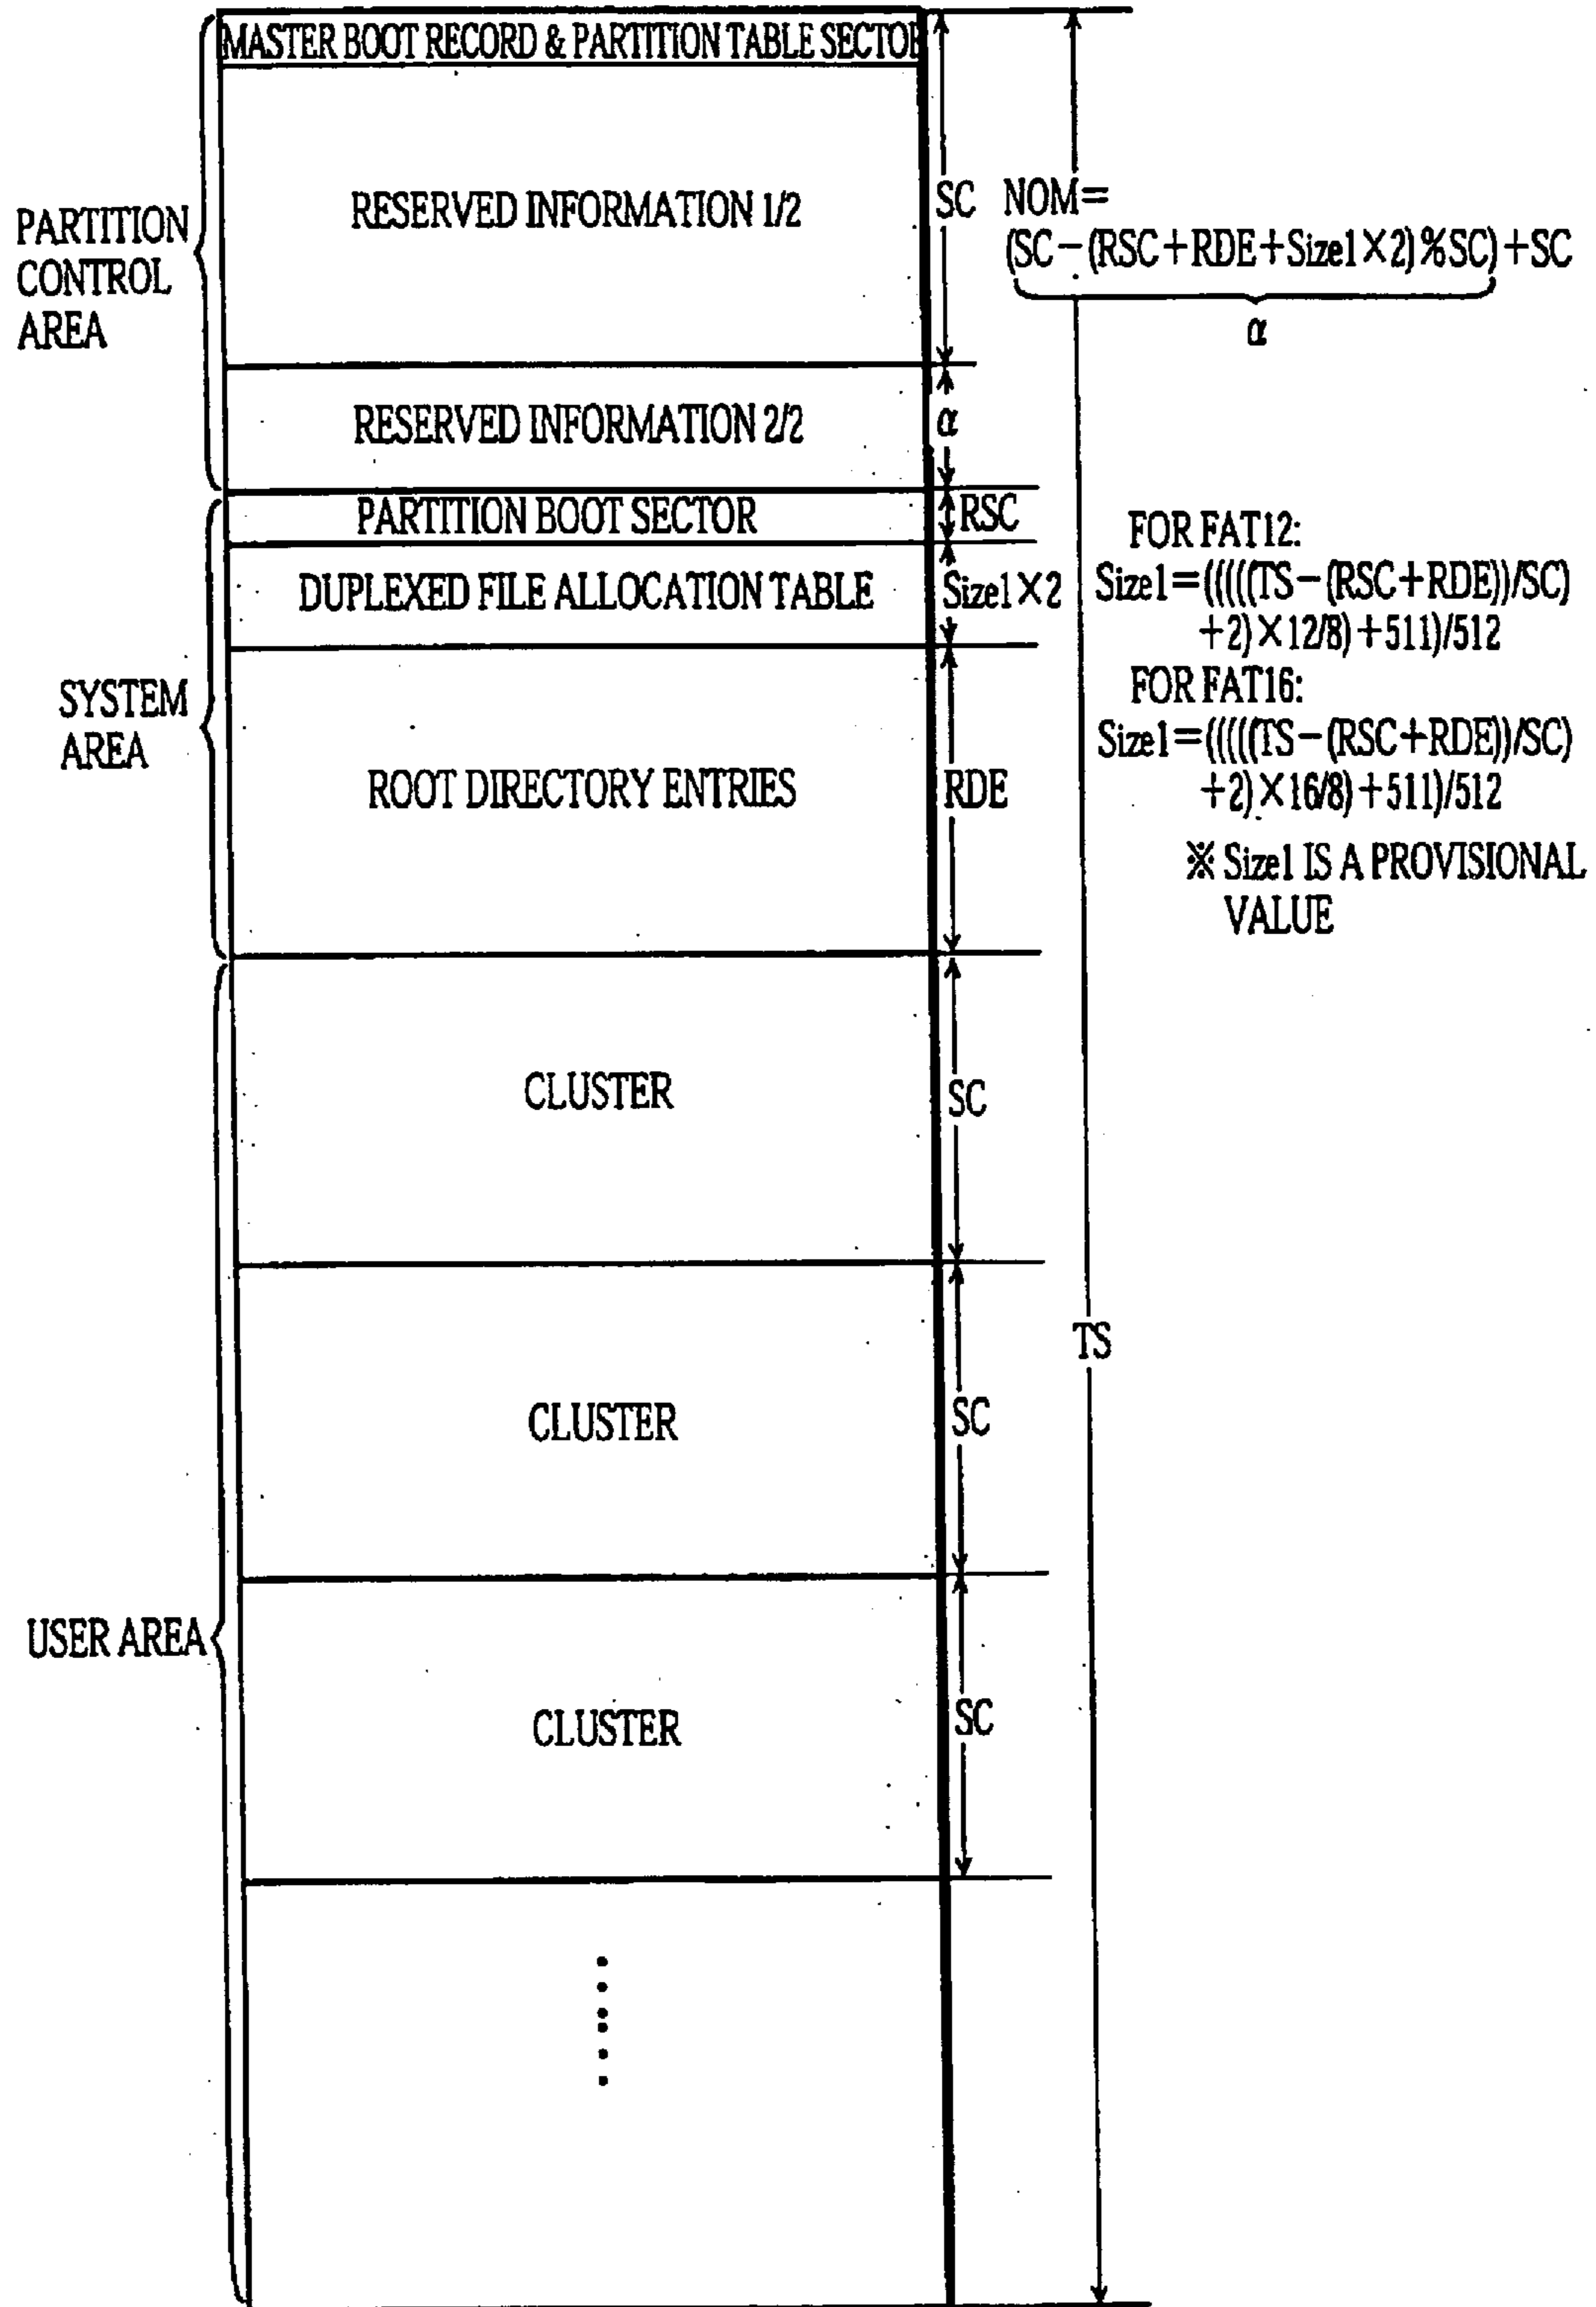 MASTER BOOT RECORD & PARTITION TABLE SECTOR
RESERVED INFORMATION 1/2
SC
PARTITION
CONTROL
AREA
NOM=
(SC-(RSC+RDE+Size1×2)%SC)+SC
α
RESERVED INFORMATION 2/2
α
PARTITION BOOT SECTOR
RSC
DUPLEXED FILE ALLOCATION TABLE
Size1×2
FOR FAT12:
Size1=(((((TS-(RSC+RDE))/SC)
+2)×12/8)+511)/512
FOR FAT16:
Size1=(((((TS-(RSC+RDE))/SC)
+2)×16/8)+511)/512
※ Size1 IS A PROVISIONAL
VALUE
SYSTEM
AREA
ROOT DIRECTORY ENTRIES
RDE
CLUSTER
SC
TS
CLUSTER
SC
USER AREA
CLUSTER
SC